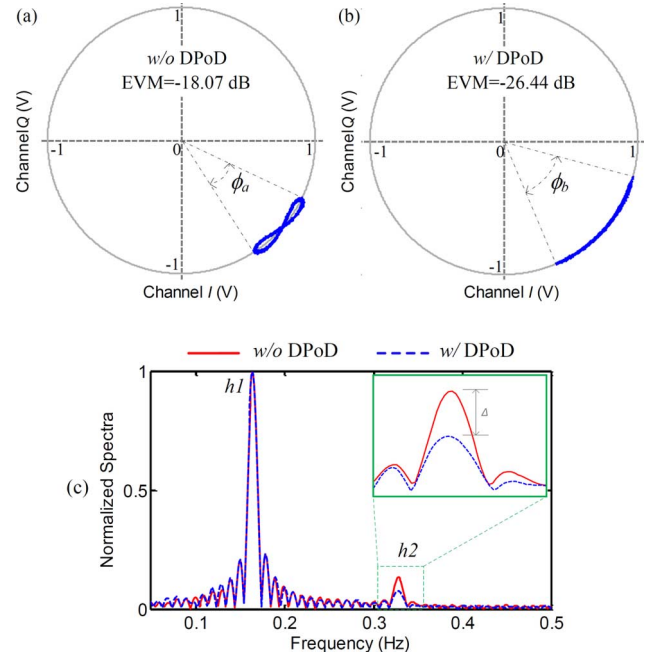 (a)
1
w/o DPoD
EVM=-18.07 dB
Channel Q (V)
-1
0
1
ϕa
-1
Channel I (V)
(b)
1
w/ DPoD
EVM=-26.44 dB
Channel Q (V)
-1
0
1
ϕb
-1
Channel I (V)
(c)
w/o DPoD
w/ DPoD
Normalized Spectra
1
0.5
0
h1
Δ
h2
0.1
0.2
0.3
0.4
0.5
Frequency (Hz)